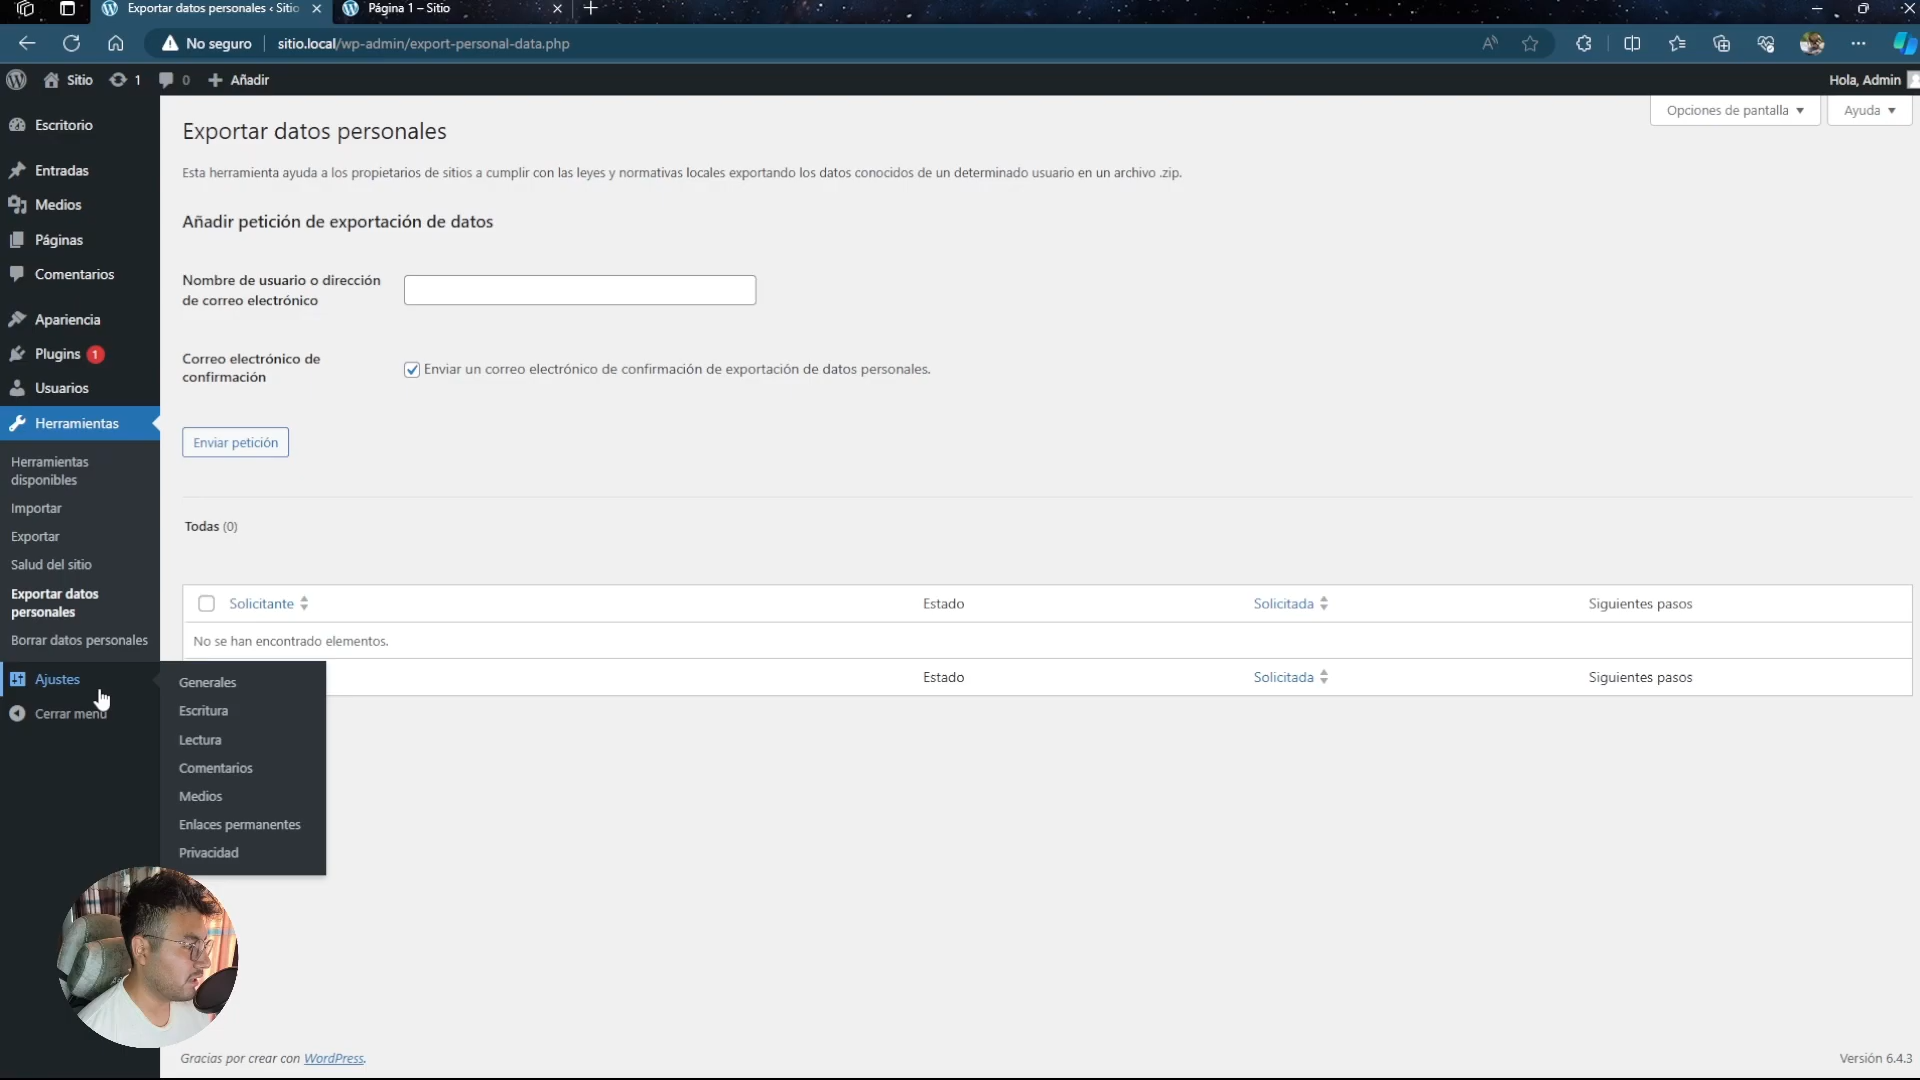 Exportar datos personales ‹ Sitio
Página 1 – Sitio
No seguro
sitio.local/wp-admin/export-personal-data.php
Sitio
1
0
Añadir
Hola, Admin
Opciones de pantalla
Ayuda
Escritorio
Entradas
Medios
Páginas
Comentarios
Apariencia
Plugins 1
Usuarios
Herramientas
Herramientas
disponibles
Importar
Exportar
Salud del sitio
Exportar datos
personales
Borrar datos personales
Ajustes
Cerrar menú
Generales
Escritura
Lectura
Comentarios
Medios
Enlaces permanentes
Privacidad
Exportar datos personales
Esta herramienta ayuda a los propietarios de sitios a cumplir con las leyes y normativas locales exportando los datos conocidos de un determinado usuario en un archivo .zip.
Añadir petición de exportación de datos
Nombre de usuario o dirección
de correo electrónico
Correo electrónico de
confirmación
Enviar un correo electrónico de confirmación de exportación de datos personales.
Enviar petición
Todas (0)
Solicitante
Estado
Solicitada
Siguientes pasos
No se han encontrado elementos.
Estado
Solicitada
Siguientes pasos
Gracias por crear con WordPress.
Versión 6.4.3